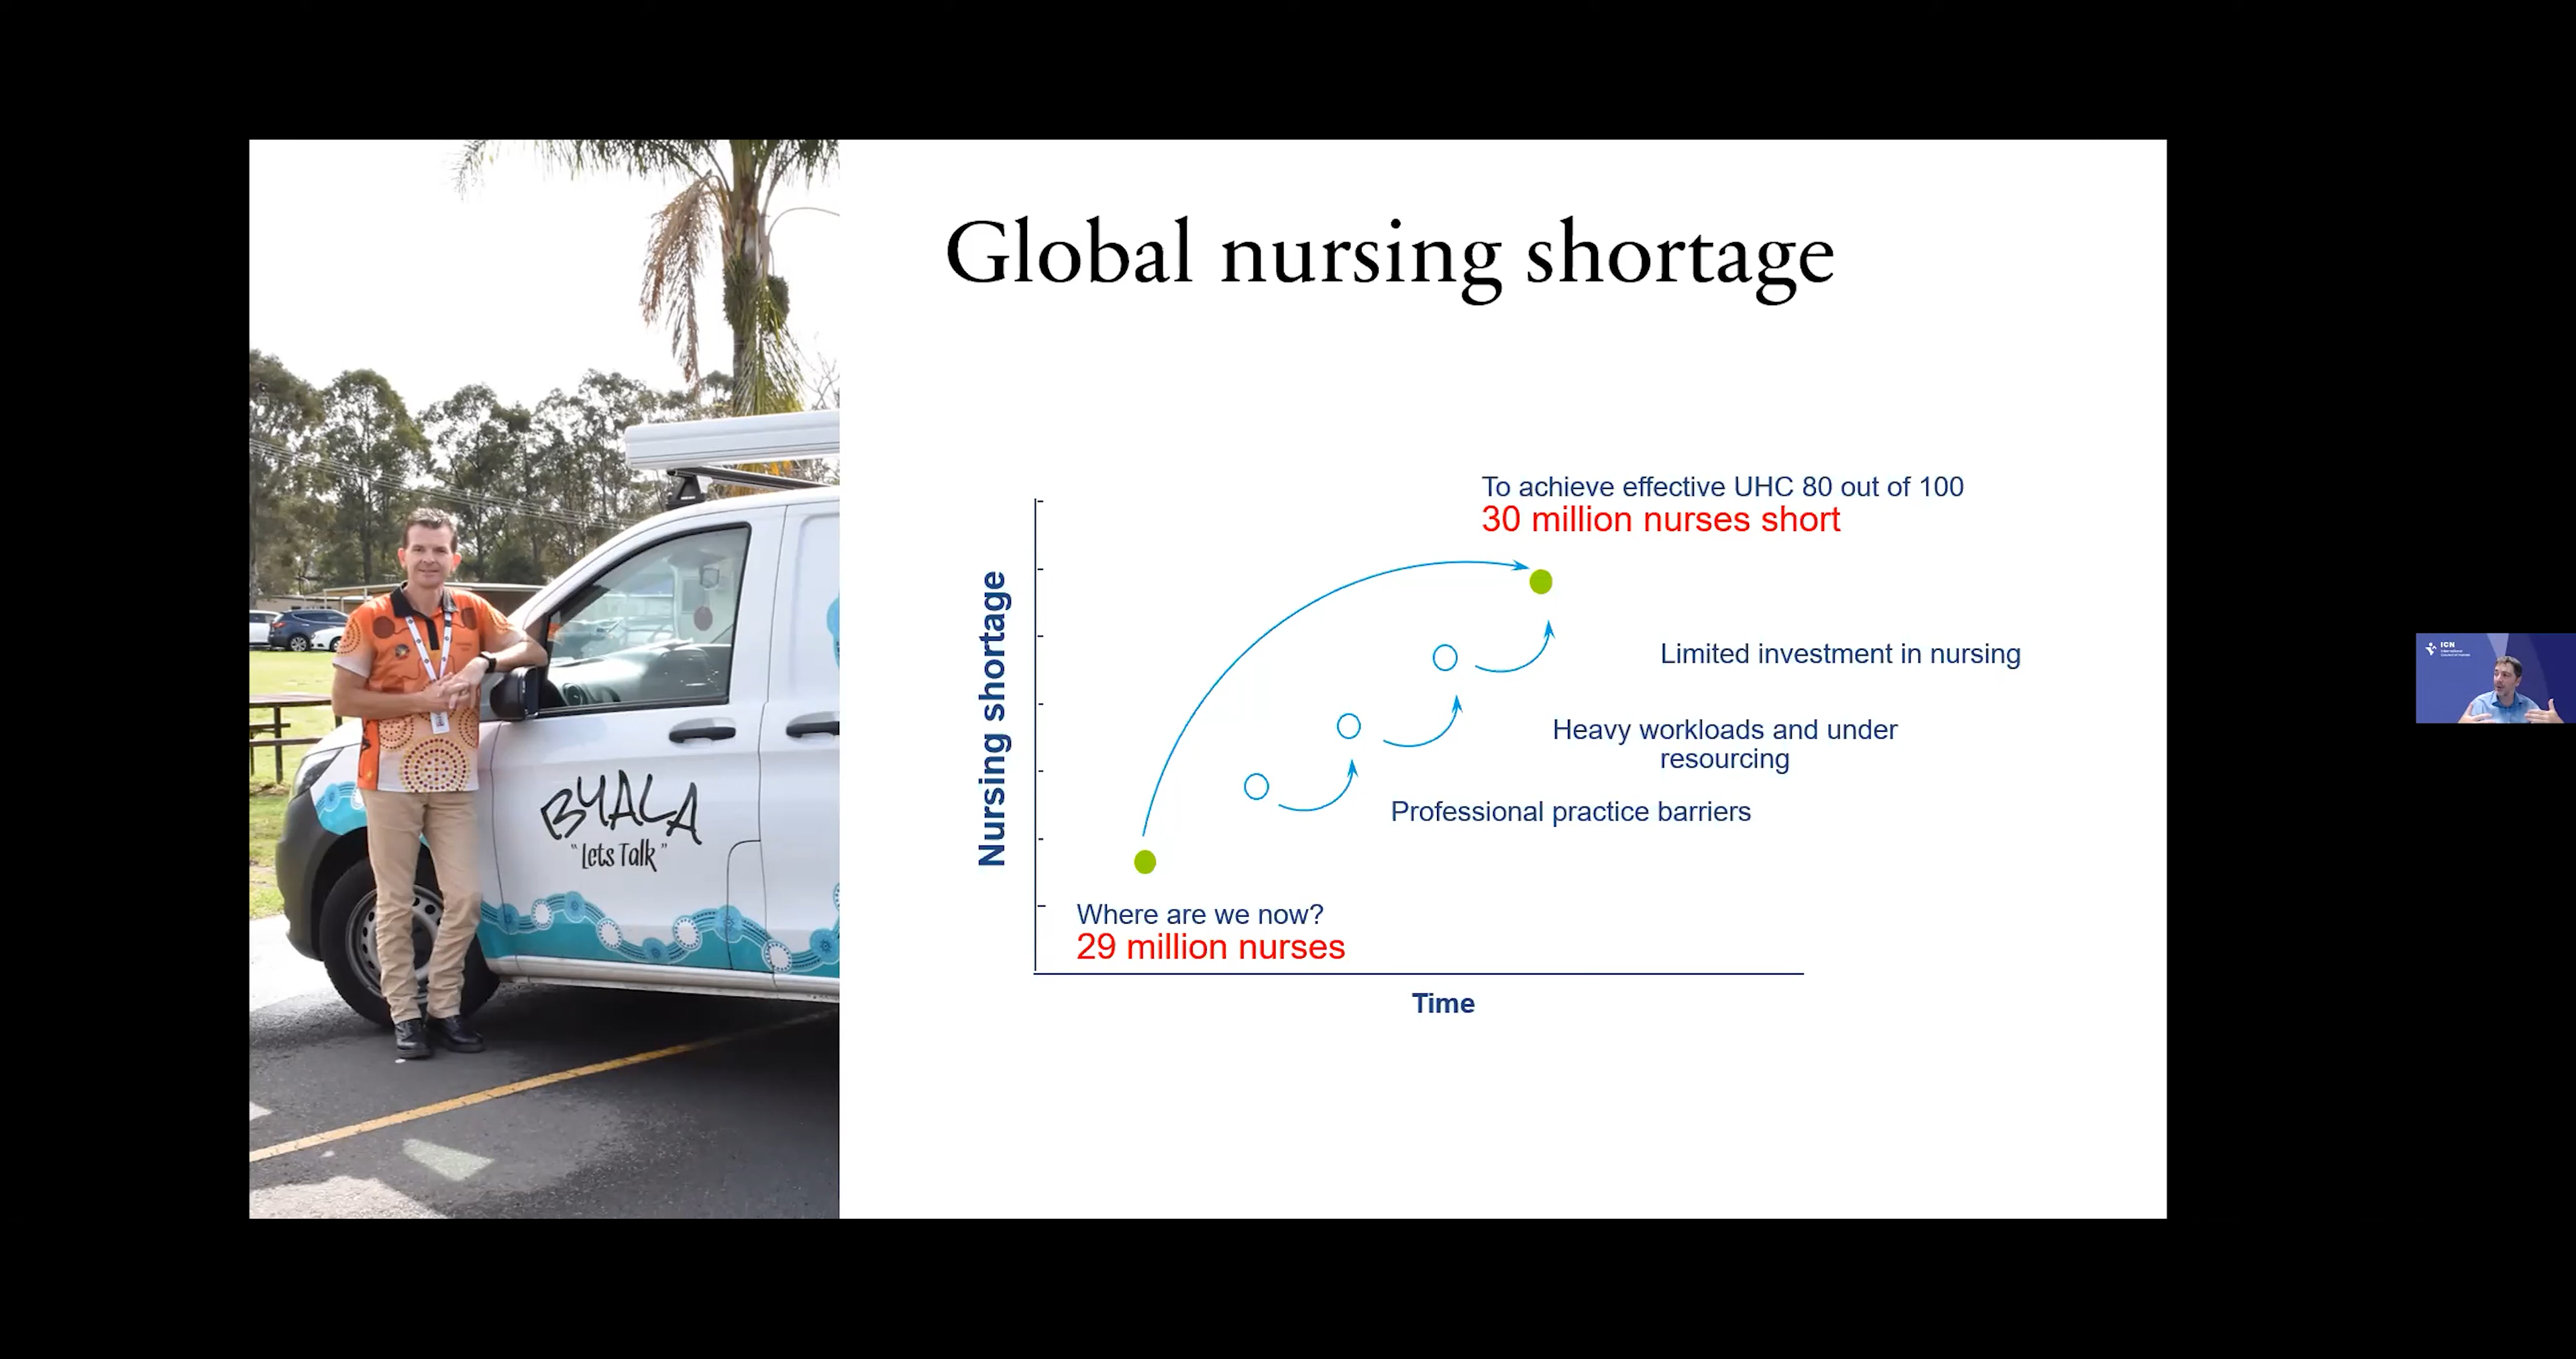 Global nursing shortage
To achieve effective UHC 80 out of 100
30 million nurses short
Nursing shortage
Limited investment in nursing
Heavy workloads and under
resourcing
Professional practice barriers
Where are we now?
29 million nurses
Time
BYALA
"Lets Talk"
ICN